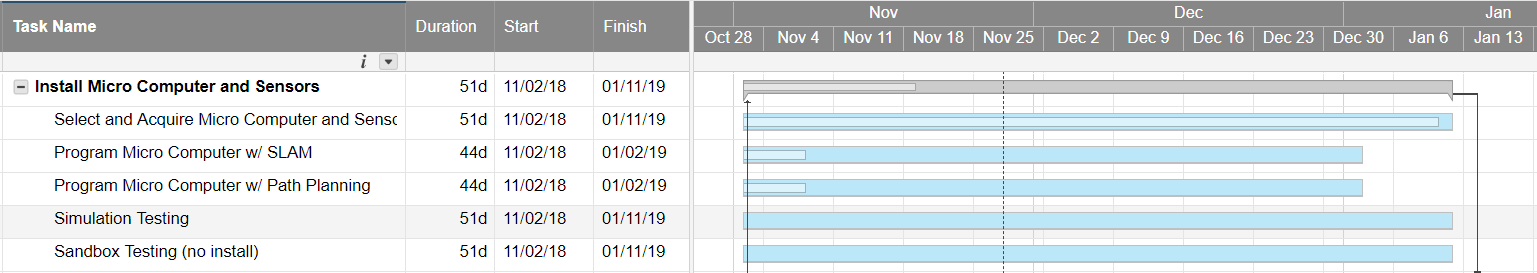 Nov Dec Jan
Task Name Duration Start Finish Oct 28 Nov 4 Nov 11 Nov 18 Nov 25 Dec 2 Dec 9 Dec 16 Dec 23 Dec 30 Jan 6 Jan 13
i
Install Micro Computer and Sensors 51d 11/02/18 01/11/19
Select and Acquire Micro Computer and Senso 51d 11/02/18 01/11/19
Program Micro Computer w/ SLAM 44d 11/02/18 01/02/19
Program Micro Computer w/ Path Planning 44d 11/02/18 01/02/19
Simulation Testing 51d 11/02/18 01/11/19
Sandbox Testing (no install) 51d 11/02/18 01/11/19